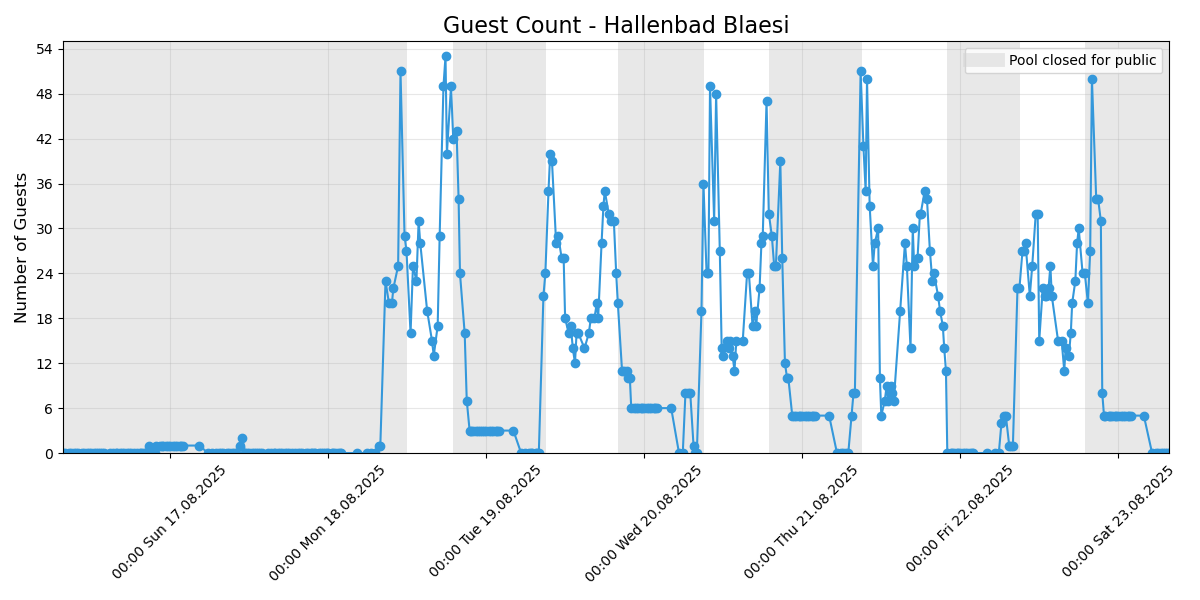 Guest Count - Hallenbad Blaesi
Pool closed for public
Number of Guests
54
48
42
36
30
24
18
12
6
0
00:00 Sun 17.08.2025
00:00 Mon 18.08.2025
00:00 Tue 19.08.2025
00:00 Wed 20.08.2025
00:00 Thu 21.08.2025
00:00 Fri 22.08.2025
00:00 Sat 23.08.2025